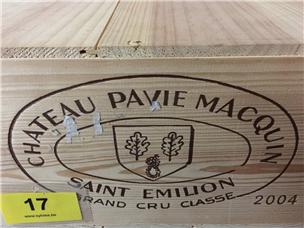 CHATEAU PAVIE MACQUIN
SAINT EMILION
GRAND CRU CLASSE
2004
17